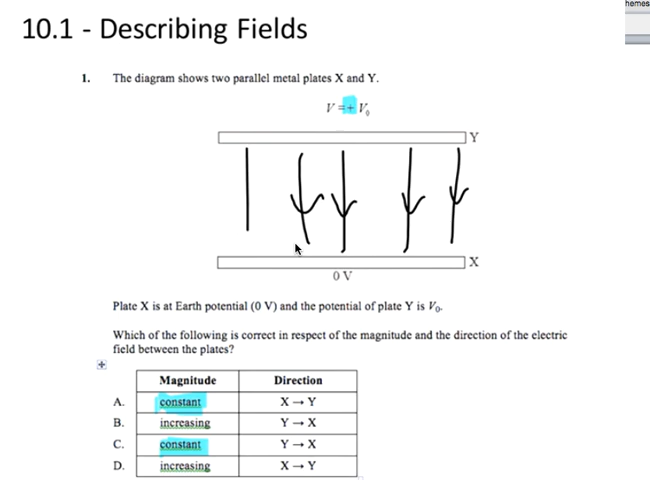 hemes
10.1 - Describing Fields
1. The diagram shows two parallel metal plates X and Y.
V = + V₀
Y
X
0 V
Plate X is at Earth potential (0 V) and the potential of plate Y is V₀.
Which of the following is correct in respect of the magnitude and the direction of the electric
field between the plates?
Magnitude Direction
A. constant X → Y
B. increasing Y → X
C. constant Y → X
D. increasing X → Y